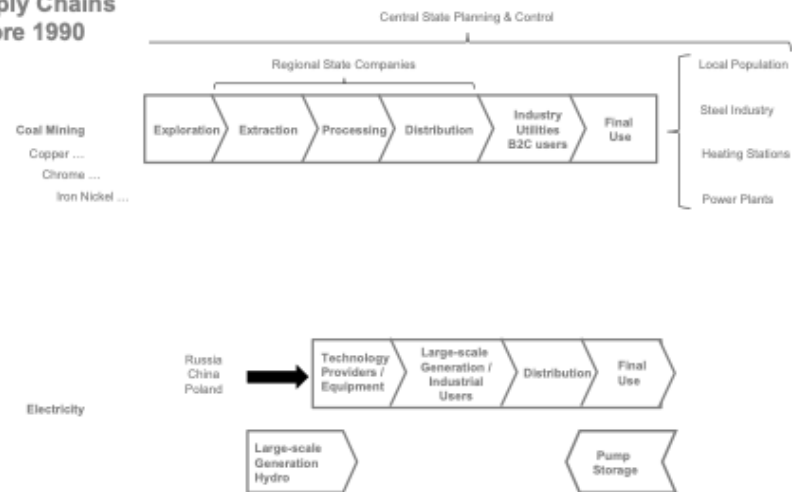 ply Chains
ore 1990
Central State Planning & Control
Regional State Companies
Coal Mining
Copper ...
Chrome ...
Iron Nickel ...
Exploration
Extraction
Processing
Distribution
Industry
Utilities
B2C users
Final
Use
Local Population
Steel Industry
Heating Stations
Power Plants
Electricity
Russia
China
Poland
Technology
Providers /
Equipment
Large-scale
Generation /
Industrial
Users
Distribution
Final
Use
Large-scale
Generation
Hydro
Pump
Storage